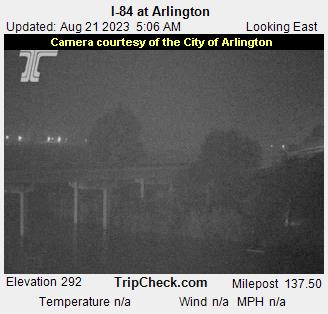 I-84 at Arlington
Updated: Aug 21 2023 5:06 AM Looking East
Camera courtesy of the City of Arlington
Elevation 292 TripCheck.com Milepost 137.50
Temperature n/a Wind n/a MPH n/a